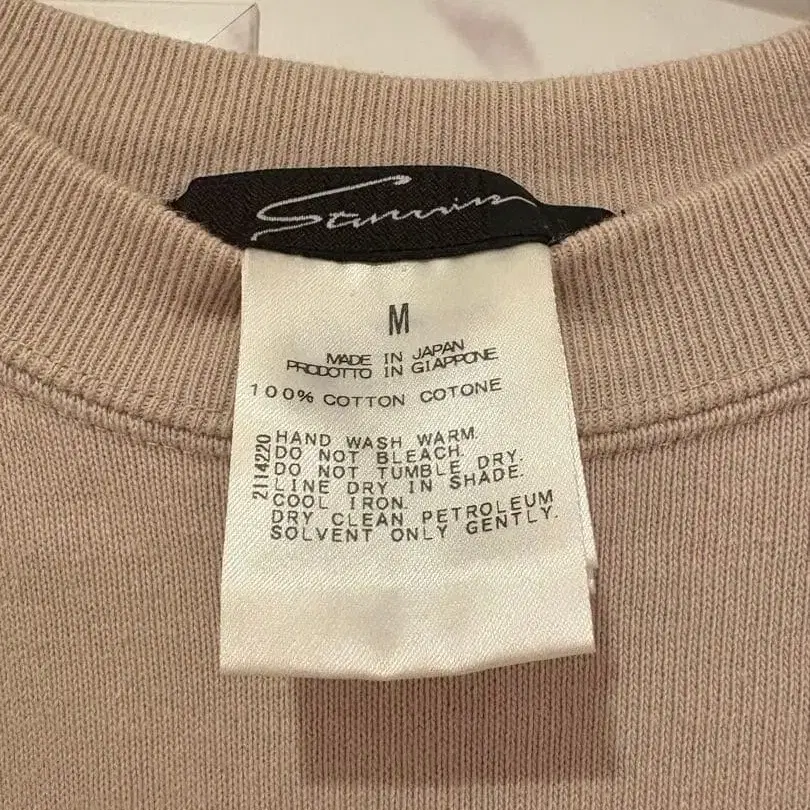 M
MADE IN JAPAN
PRODOTTO IN GIAPPONE
100% COTTON COTONE
2114220
HAND WASH WARM.
DO NOT BLEACH.
DO NOT TUMBLE DRY.
LINE DRY IN SHADE.
COOL IRON.
DRY CLEAN PETROLEUM
SOLVENT ONLY GENTLY.